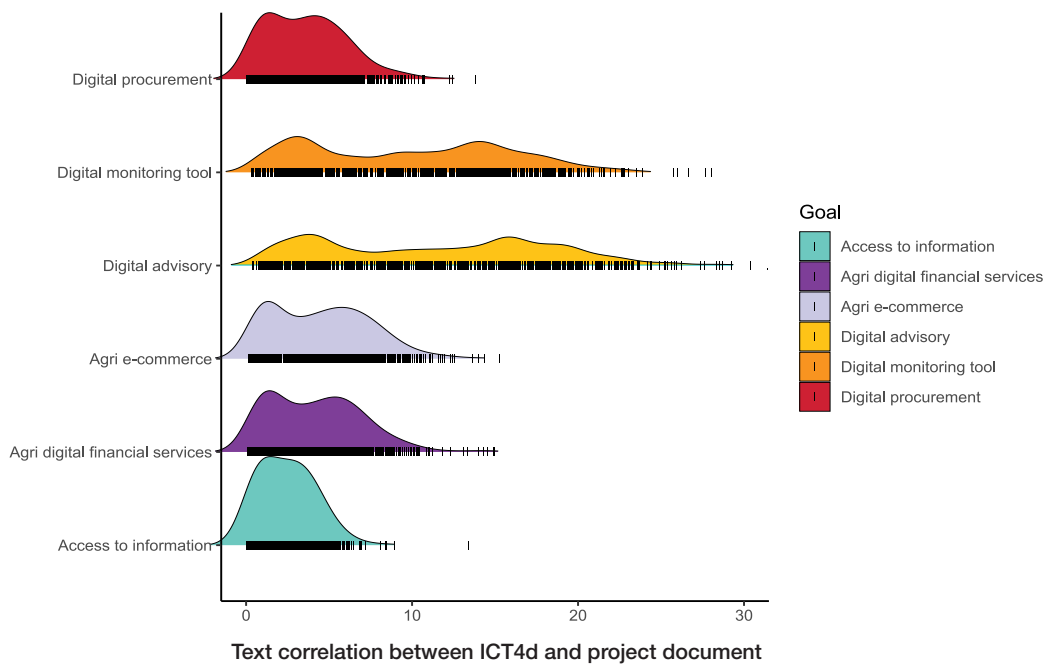 Digital procurement
Digital monitoring tool
Digital advisory
Agri e-commerce
Agri digital financial services
Access to information
0 10 20 30
Text correlation between ICT4d and project document
Goal
Access to information
Agri digital financial services
Agri e-commerce
Digital advisory
Digital monitoring tool
Digital procurement